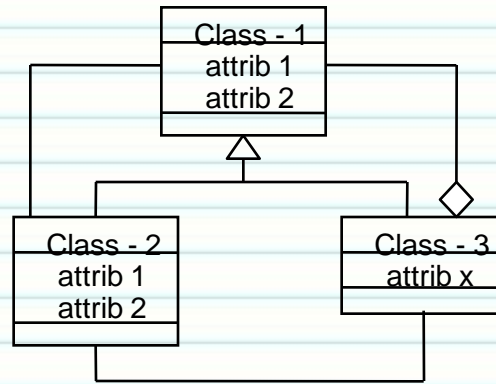 Class - 1
attrib 1
attrib 2
Class - 2
attrib 1
attrib 2
Class - 3
attrib x